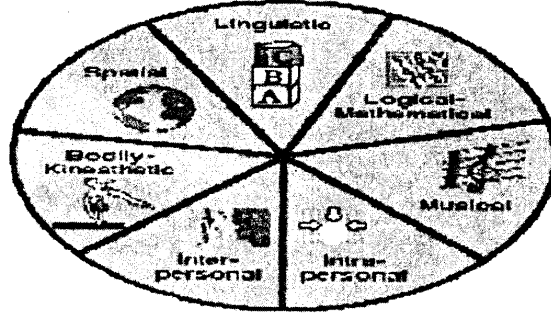 Linguistic
C
B
A
Logical-
Mathematical
Musical
Intra-
personal
Inter-
personal
Bodily-
Kinesthetic
Spatial